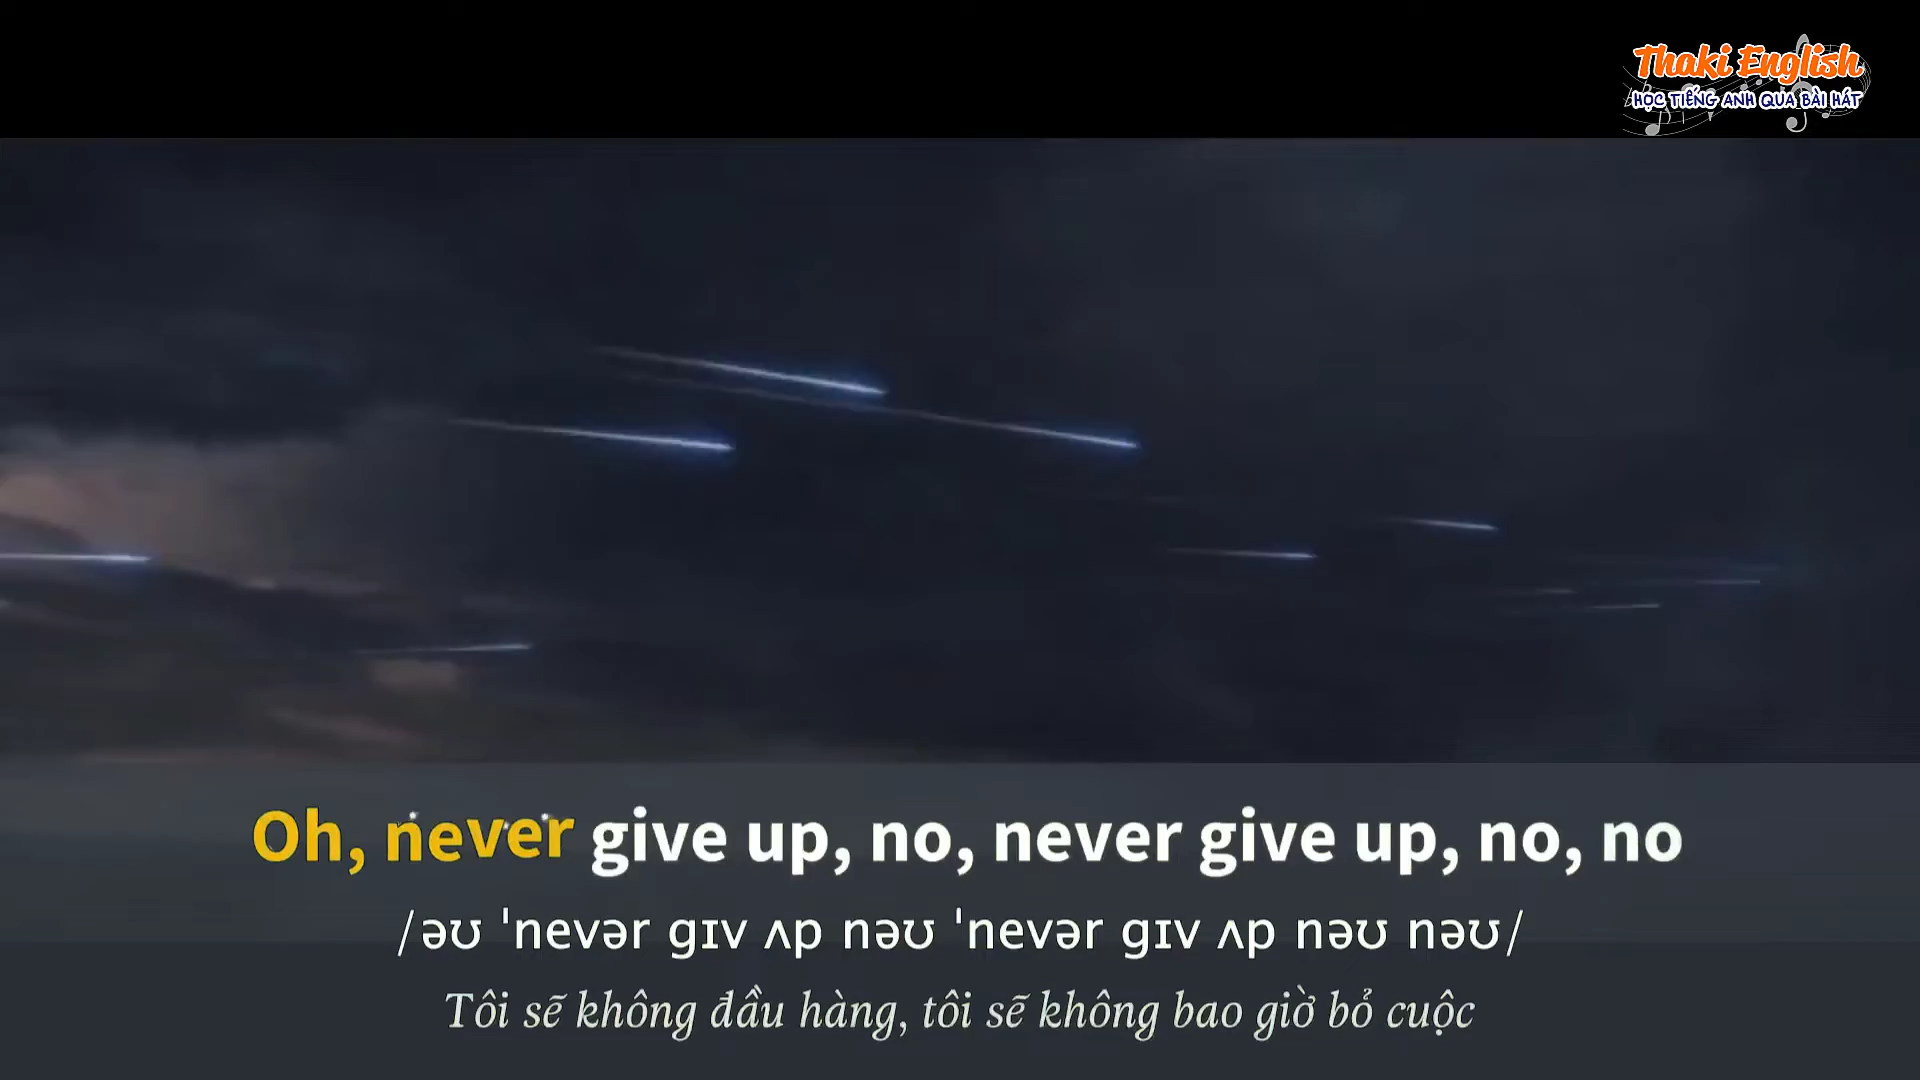 Thaki English
HỌC TIẾNG ANH QUA BÀI HÁT
Oh, never give up, no, never give up, no, no
/əʊ ˈnevər ɡɪv ʌp nəʊ ˈnevər ɡɪv ʌp nəʊ nəʊ/
Tôi sẽ không đầu hàng, tôi sẽ không bao giờ bỏ cuộc